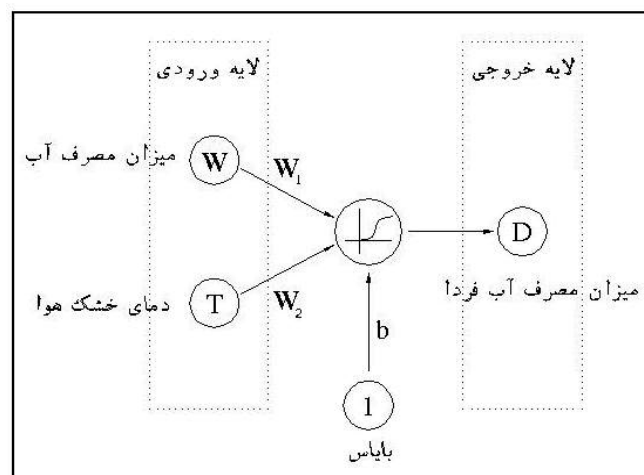 لایه خروجی
لایه ورودی
میزان مصرف آب
W
W1
D
میزان مصرف آب فردا
دمای خشک هوا
T
W2
b
1
بایاس